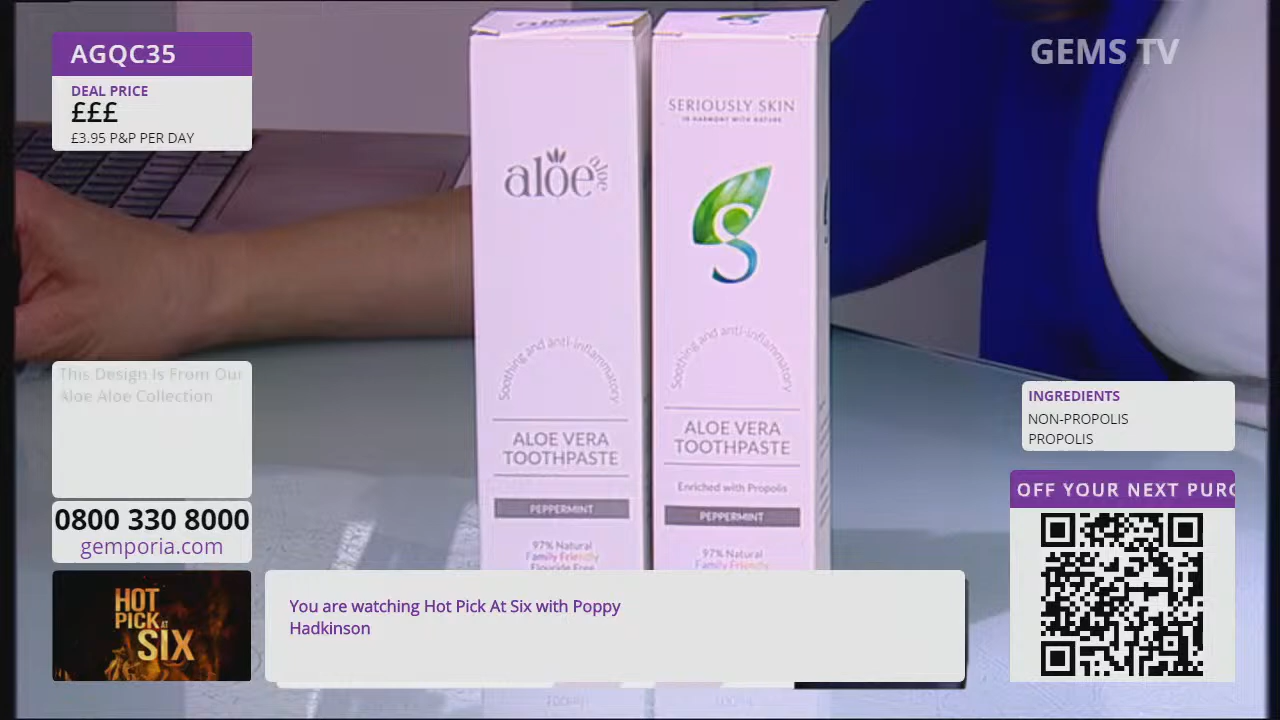 AGQC35
DEAL PRICE
£££
£3.95 P&P PER DAY
GEMS TV
aloe
aloe
aloe
Soothing and anti-inflammatory
ALOE VERA
TOOTHPASTE
PEPPERMINT
97% Natural
Family Friendly
Flouride Free
SERIOUSLY SKIN
IN HARMONY WITH NATURE
S
Soothing and anti-inflammatory
ALOE VERA
TOOTHPASTE
Enriched with Propolis
PEPPERMINT
97% Natural
Family Friendly
This Design Is From Our
Aloe Aloe Collection
0800 330 8000
gemporia.com
HOT
PICK AT
SIX
You are watching Hot Pick At Six with Poppy
Hadkinson
INGREDIENTS
NON-PROPOLIS
PROPOLIS
OFF YOUR NEXT PURC